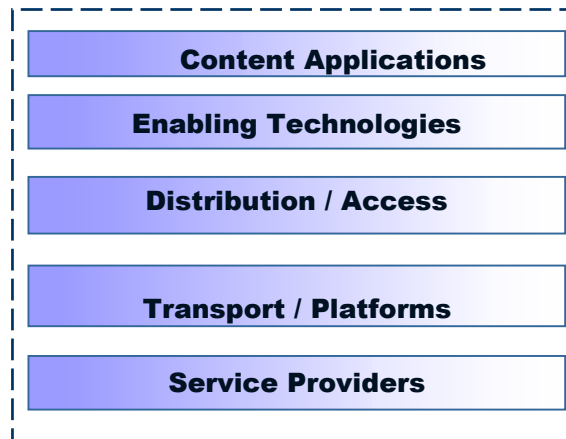 Content Applications
Enabling Technologies
Distribution / Access
Transport / Platforms
Service Providers